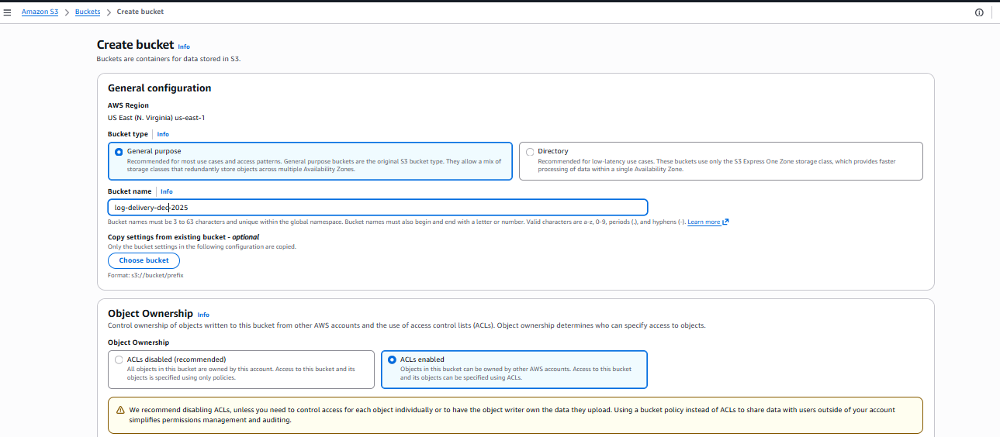 Amazon S3 > Buckets > Create bucket
Create bucket Info
Buckets are containers for data stored in S3.
General configuration
AWS Region
US East (N. Virginia) us-east-1
Bucket type Info
General purpose
Recommended for most use cases and access patterns. General purpose buckets are the original S3 bucket type. They allow a mix of
storage classes that redundantly store objects across multiple Availability Zones.
Directory
Recommended for low-latency use cases. These buckets use only the S3 Express One Zone storage class, which provides faster
processing of data within a single Availability Zone.
Bucket name Info
log-delivery-dec-2025
Bucket names must be 3 to 63 characters and unique within the global namespace. Bucket names must also begin and end with a letter or number. Valid characters are a-z, 0-9, periods (.), and hyphens (-). Learn more
Copy settings from existing bucket - optional
Only the bucket settings in the following configuration are copied.
Choose bucket
Format: s3://bucket/prefix
Object Ownership Info
Control ownership of objects written to this bucket from other AWS accounts and the use of access control lists (ACLs). Object ownership determines who can specify access to objects.
Object Ownership
ACLs disabled (recommended)
All objects in this bucket are owned by this account. Access to this bucket and its
objects is specified using only policies.
ACLs enabled
Objects in this bucket can be owned by other AWS accounts. Access to this bucket
and its objects can be specified using ACLs.
We recommend disabling ACLs, unless you need to control access for each object individually or to have the object writer own the data they upload. Using a bucket policy instead of ACLs to share data with users outside of your account
simplifies permissions management and auditing.